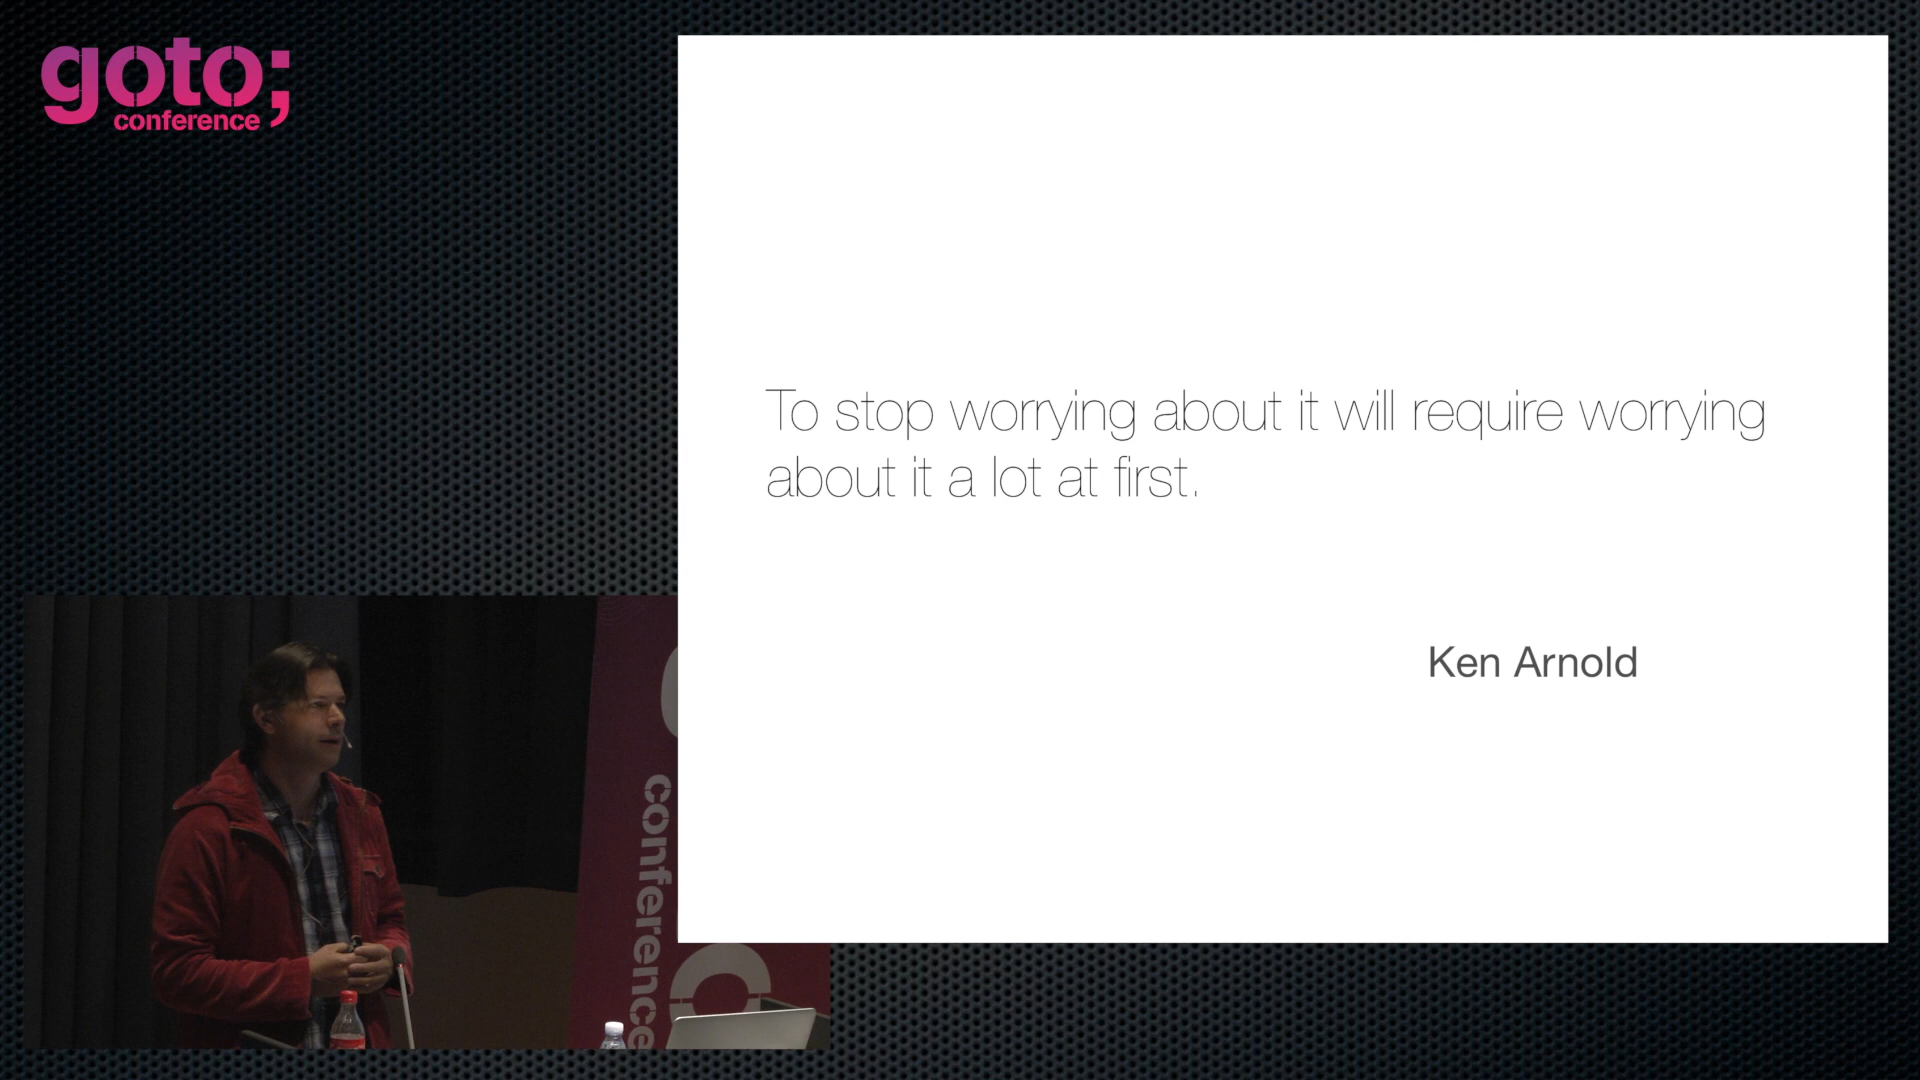 goto;
conference
To stop worrying about it will require worrying
about it a lot at first.
Ken Arnold
conference